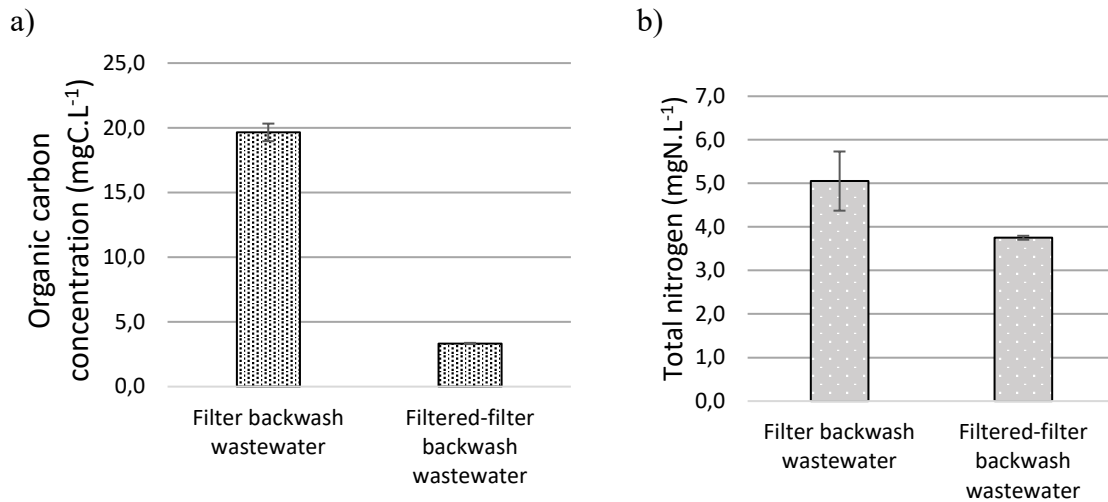 a)
Organic carbon
concentration (mgC.L-1)
25,0
20,0
15,0
10,0
5,0
0,0
Filter backwash
wastewater
Filtered-filter
backwash
wastewater
b)
Total nitrogen (mgN.L-1)
7,0
6,0
5,0
4,0
3,0
2,0
1,0
0,0
Filter backwash
wastewater
Filtered-filter
backwash
wastewater